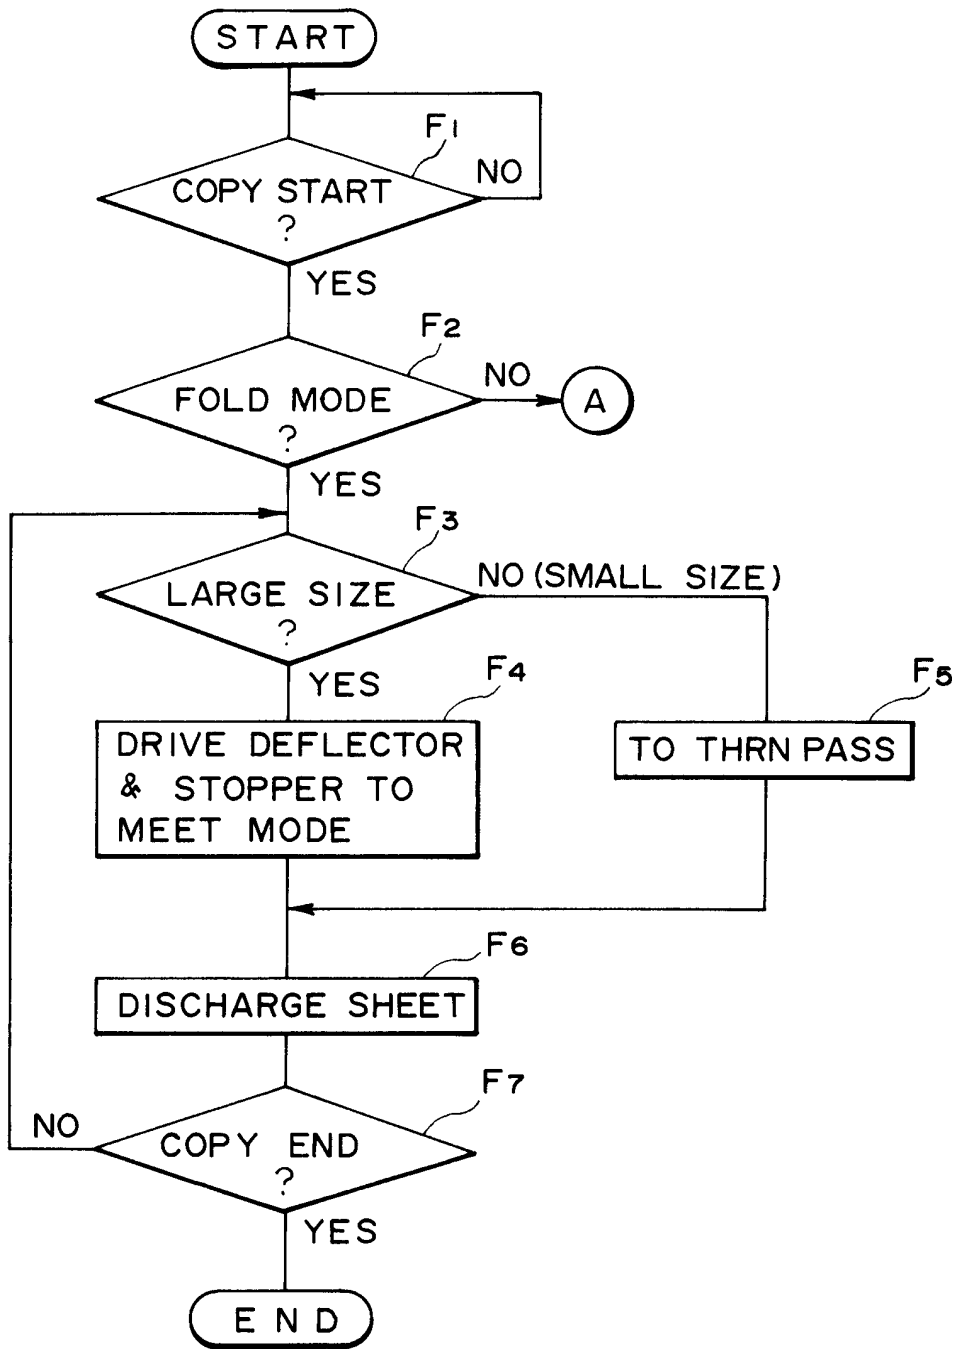 START
F1
COPY START
?
NO
YES
F2
FOLD MODE
?
NO
A
YES
F3
LARGE SIZE
?
NO (SMALL SIZE)
YES
F4
DRIVE DEFLECTOR
& STOPPER TO
MEET MODE
F5
TO THRN PASS
F6
DISCHARGE SHEET
F7
COPY END
?
NO
YES
END